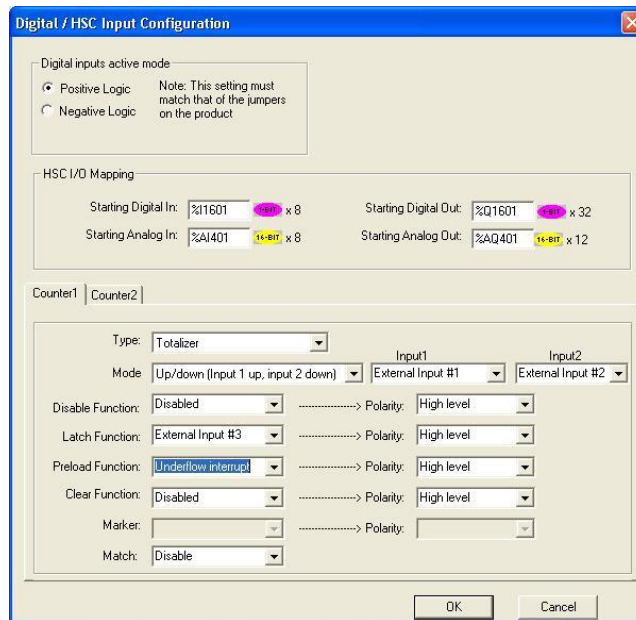 Digital / HSC Input Configuration
Digital inputs active mode
Positive Logic
Negative Logic
Note: This setting must
match that of the jumpers
on the product
HSC I/O Mapping
Starting Digital In: %I1601 1-BIT x 8
Starting Digital Out: %Q1601 1-BIT x 32
Starting Analog In: %AI401 16-BIT x 8
Starting Analog Out: %AQ401 16-BIT x 12
Counter1 Counter2
Type: Totalizer
Input1 Input2
Mode Up/down (Input 1 up, input 2 down) External Input #1 External Input #2
Disable Function: Disabled ----------------> Polarity: High level
Latch Function: External Input #3 ----------------> Polarity: High level
Preload Function: Underflow interrupt ----------------> Polarity: High level
Clear Function: Disabled ----------------> Polarity: High level
Marker: ----------------> Polarity:
Match: Disable
OK Cancel